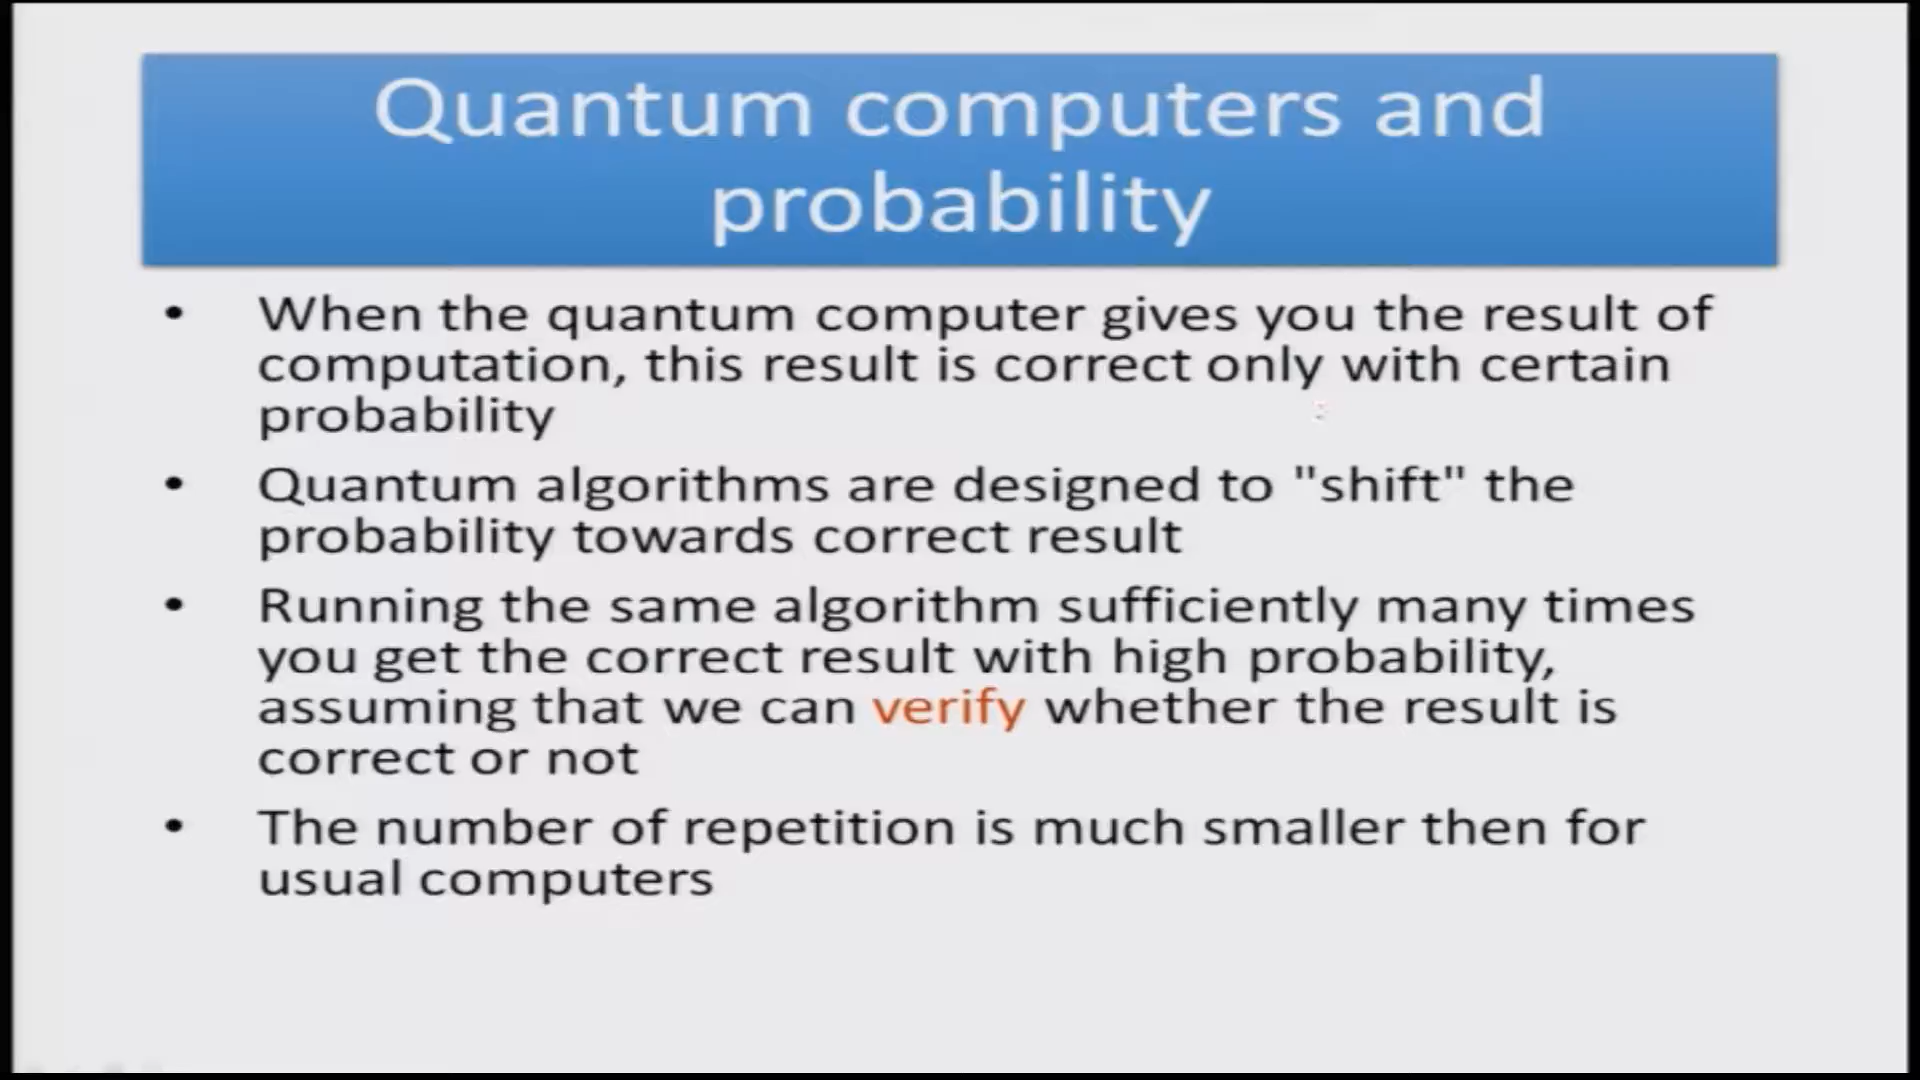 Quantum computers and
probability
• When the quantum computer gives you the result of
computation, this result is correct only with certain
probability
• Quantum algorithms are designed to "shift" the
probability towards correct result
• Running the same algorithm sufficiently many times
you get the correct result with high probability,
assuming that we can verify whether the result is
correct or not
• The number of repetition is much smaller then for
usual computers